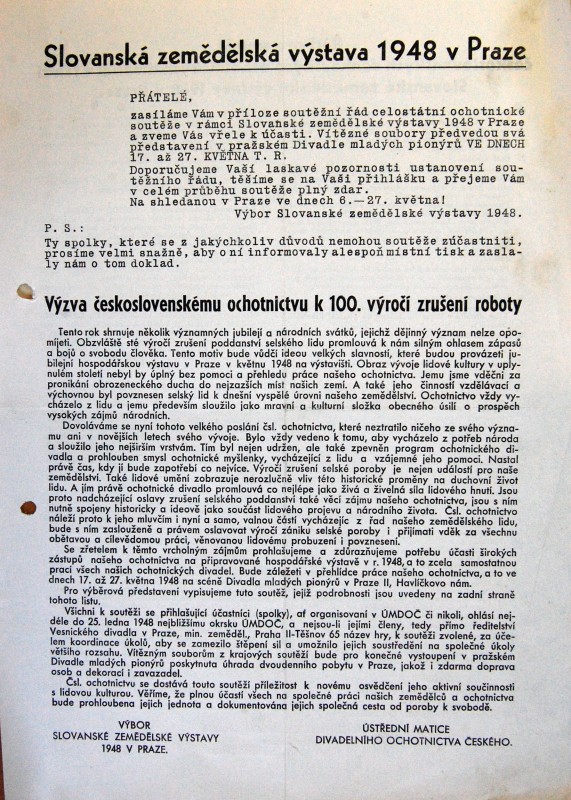 Slovanská zemědělská výstava 1948 v Praze
PŘÁTELÉ,
zasíláme Vám v příloze soutěžní řád celostátní ochotnické
soutěže v rámci Slovanské zemědělské výstavy 1948 v Praze
a zveme Vás vřele k účasti. Vítězné soubory předvedou svá
představení v pražském Divadle mladých pionýrů VE DNECH
17. až 27. KVĚTNA T. R.
Doporučujeme Vaší laskavé pozornosti ustanovení sou-
těžního řádu, těšíme se na Vaši přihlášku a přejeme Vám
v celém průběhu soutěže plný zdar.
Na shledanou v Praze ve dnech 6.—27. května!
Výbor Slovanské zemědělské výstavy 1948.
P. S.:
Ty spolky, které se z jakýchkoliv důvodů nemohou soutěže zúčastniti,
prosíme velmi snažně, aby o ní informovaly alespoň místní tisk a zasla-
ly nám o tom doklad.
Výzva československému ochotnictvu k 100. výročí zrušení roboty
Tento rok shrnuje několik významných jubilejí a národních svátků, jejichž dějinný význam nelze opo-
míjeti. Obzvláště sté výročí zrušení poddanství selského lidu promlouvá k nám silným ohlasem zápasů
a bojů o svobodu člověka. Tento motiv bude vůdčí ideou velkých slavností, které budou provázeti ju-
bilejní hospodářskou výstavu v Praze v květnu 1948 na výstavišti. Obraz vývoje lidové kultury v uply-
nulém století nebyl by úplný bez pomoci a přehledu práce našeho ochotnictva. Jemu jsme vděční za
pronikání obrozeneckého ducha do nejzazších míst našich zemí. A také jeho činností vzdělávací a
výchovnou byl povznesen selský lid k dnešní vyspělé úrovni našeho zemědělství. Ochotnictvo vždy vy-
cházelo z lidu a jemu především sloužilo jako mravní a kulturní složka obecného úsilí o prospěch
vysokých zájmů národních.
Dovoláváme se nyní tohoto velkého poslání čsl. ochotnictva, které neztratilo ničeho ze svého význa-
mu ani v novějších letech svého vývoje. Bylo vždy vedeno k tomu, aby vycházelo z potřeb národa
a sloužilo jeho nejširším vrstvám. Tím byl nejen udržen, ale také zpevněn program ochotnického di-
vadla a prohlouben smysl ochotnické myšlenky, vycházející z lidu a vzájemné jeho pomoci. Nastal
právě čas, kdy jí bude zapotřebí co nejvíce. Výročí zrušení selské poroby je nejen událostí pro naše
zemědělství. Také lidové umění zobrazuje nerozlučně vliv této historické proměny na duchovní život
lidu. A jím právě ochotnické divadlo promlouvá co nejlépe jako živá a živelná síla lidového hnutí. Jsou
proto nadcházející oslavy zrušení selského poddanství také věcí zájmu našeho ochotnictva, jsou s ním
nutně spojeny historicky a ideově jako součást lidového projevu a národního života. Čsl. ochotnictvo
náleží proto k jeho mluvčím i nyní a samo, valnou částí vycházejíc z řad našeho zemědělského lidu,
bude s ním zaslouženě a právem oslavovat výročí zániku selské poroby i přijímati vděk za všechnu
obětavou a cílevědomou práci, věnovanou lidovému probuzení i povznesení.
Se zřetelem k těmto vrcholným zájmům prohlašujeme a zdůrazňujeme potřebu účasti širokých
zástupů našeho ochotnictva na připravované hospodářské výstavě v r. 1948, a to zcela samostatnou
prací všech našich ochotnických divadel. Bude záležeti v přehlídce práce našeho ochotnictva, a to ve
dnech 17. až 27. května 1948 na scéně Divadla mladých pionýrů v Praze II, Havlíčkovo nám.
Pro výběrová představení vypisujeme tuto soutěž, jejíž podrobnosti jsou uvedeny na zadní straně
tohoto listu.
Všichni k soutěži se přihlašující účastníci (spolky), ať organisovaní v ÚMDOČ či nikoli, ohlásí nej-
déle do 25. ledna 1948 nejbližšímu okrsku ÚMDOČ, a nejsou-li jejími členy, tedy přímo ředitelství
Vesnického divadla v Praze, min. zeměděl., Praha II-Těšnov 65 název hry, k soutěži zvolené, za úče-
lem koordinace úkolů, aby se zamezilo štěpení sil a umožnilo jejich soustředění na společné úkoly
většího rozsahu. Vítězným souborům z krajových soutěží bude pro konečné vystoupení v pražském
Divadle mladých pionýrů poskytnuta úhrada dvoudenního pobytu v Praze, jakož i zdarma doprava
osob a dekorací i zavazadel.
Čsl. ochotnictvu se dostává touto soutěží příležitost k novému osvědčení jeho aktivní součinnosti
s lidovou kulturou. Věříme, že plnou účastí všech na společné práci našich zemědělců a ochotnictva
bude prohloubena jejich jednota a dokumentována jejich společná cesta od poroby k svobodě.
VÝBOR
SLOVANSKÉ ZEMĚDĚLSKÉ VÝSTAVY
1948 V PRAZE.
ÚSTŘEDNÍ MATICE
DIVADELNÍHO OCHOTNICTVA ČESKÉHO.